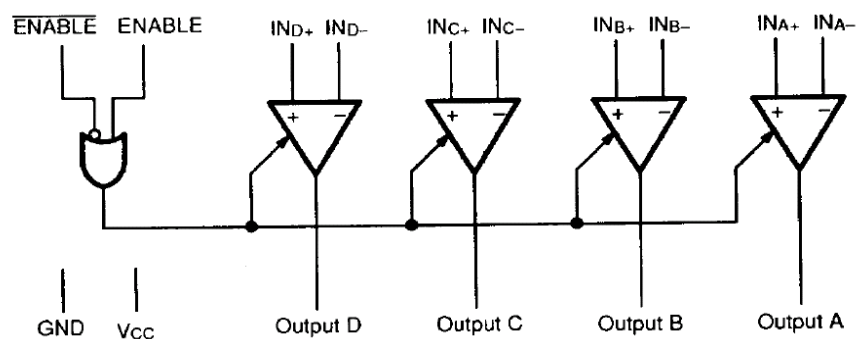 ENABLE ENABLE IND+ IND– INC+ INC– INB+ INB– INA+ INA–
+ – + – + – + –
GND VCC Output D Output C Output B Output A